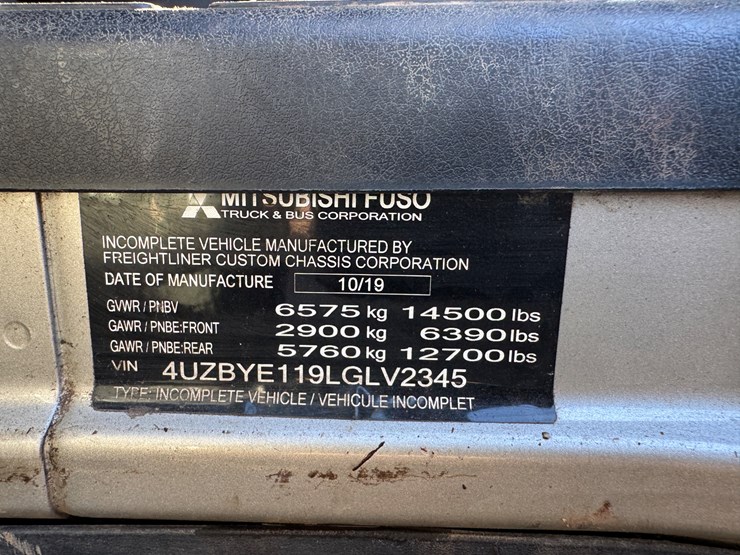 MITSUBISHI FUSO
TRUCK & BUS CORPORATION
INCOMPLETE VEHICLE MANUFACTURED BY
FREIGHTLINER CUSTOM CHASSIS CORPORATION
DATE OF MANUFACTURE 10/19
GVWR / PNBV 6575 kg 14500 lbs
GAWR / PNBE:FRONT 2900 kg 6390 lbs
GAWR / PNBE:REAR 5760 kg 12700 lbs
VIN 4UZBYE119LGLV2345
TYPE: INCOMPLETE VEHICLE / VEHICULE INCOMPLET